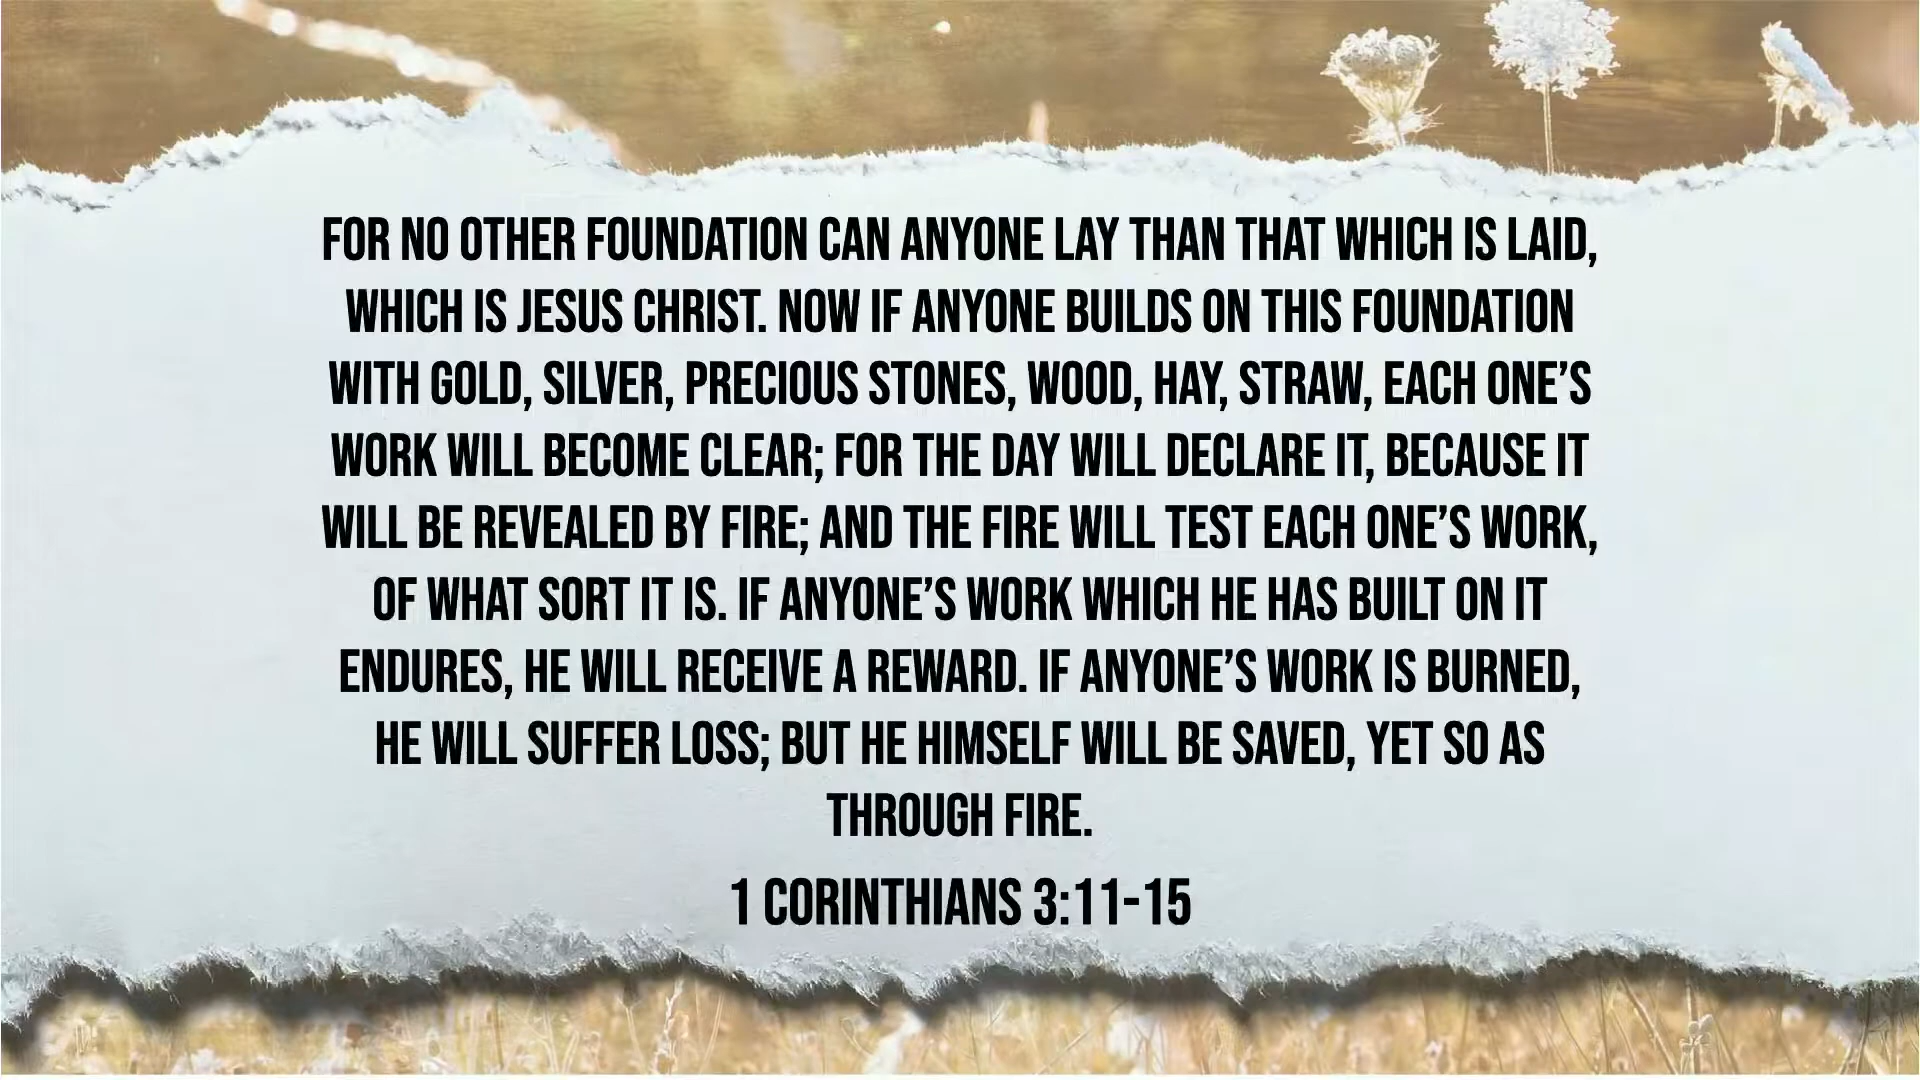 FOR NO OTHER FOUNDATION CAN ANYONE LAY THAN THAT WHICH IS LAID,
WHICH IS JESUS CHRIST. NOW IF ANYONE BUILDS ON THIS FOUNDATION
WITH GOLD, SILVER, PRECIOUS STONES, WOOD, HAY, STRAW, EACH ONE’S
WORK WILL BECOME CLEAR; FOR THE DAY WILL DECLARE IT, BECAUSE IT
WILL BE REVEALED BY FIRE; AND THE FIRE WILL TEST EACH ONE’S WORK,
OF WHAT SORT IT IS. IF ANYONE’S WORK WHICH HE HAS BUILT ON IT
ENDURES, HE WILL RECEIVE A REWARD. IF ANYONE’S WORK IS BURNED,
HE WILL SUFFER LOSS; BUT HE HIMSELF WILL BE SAVED, YET SO AS
THROUGH FIRE.
1 CORINTHIANS 3:11-15